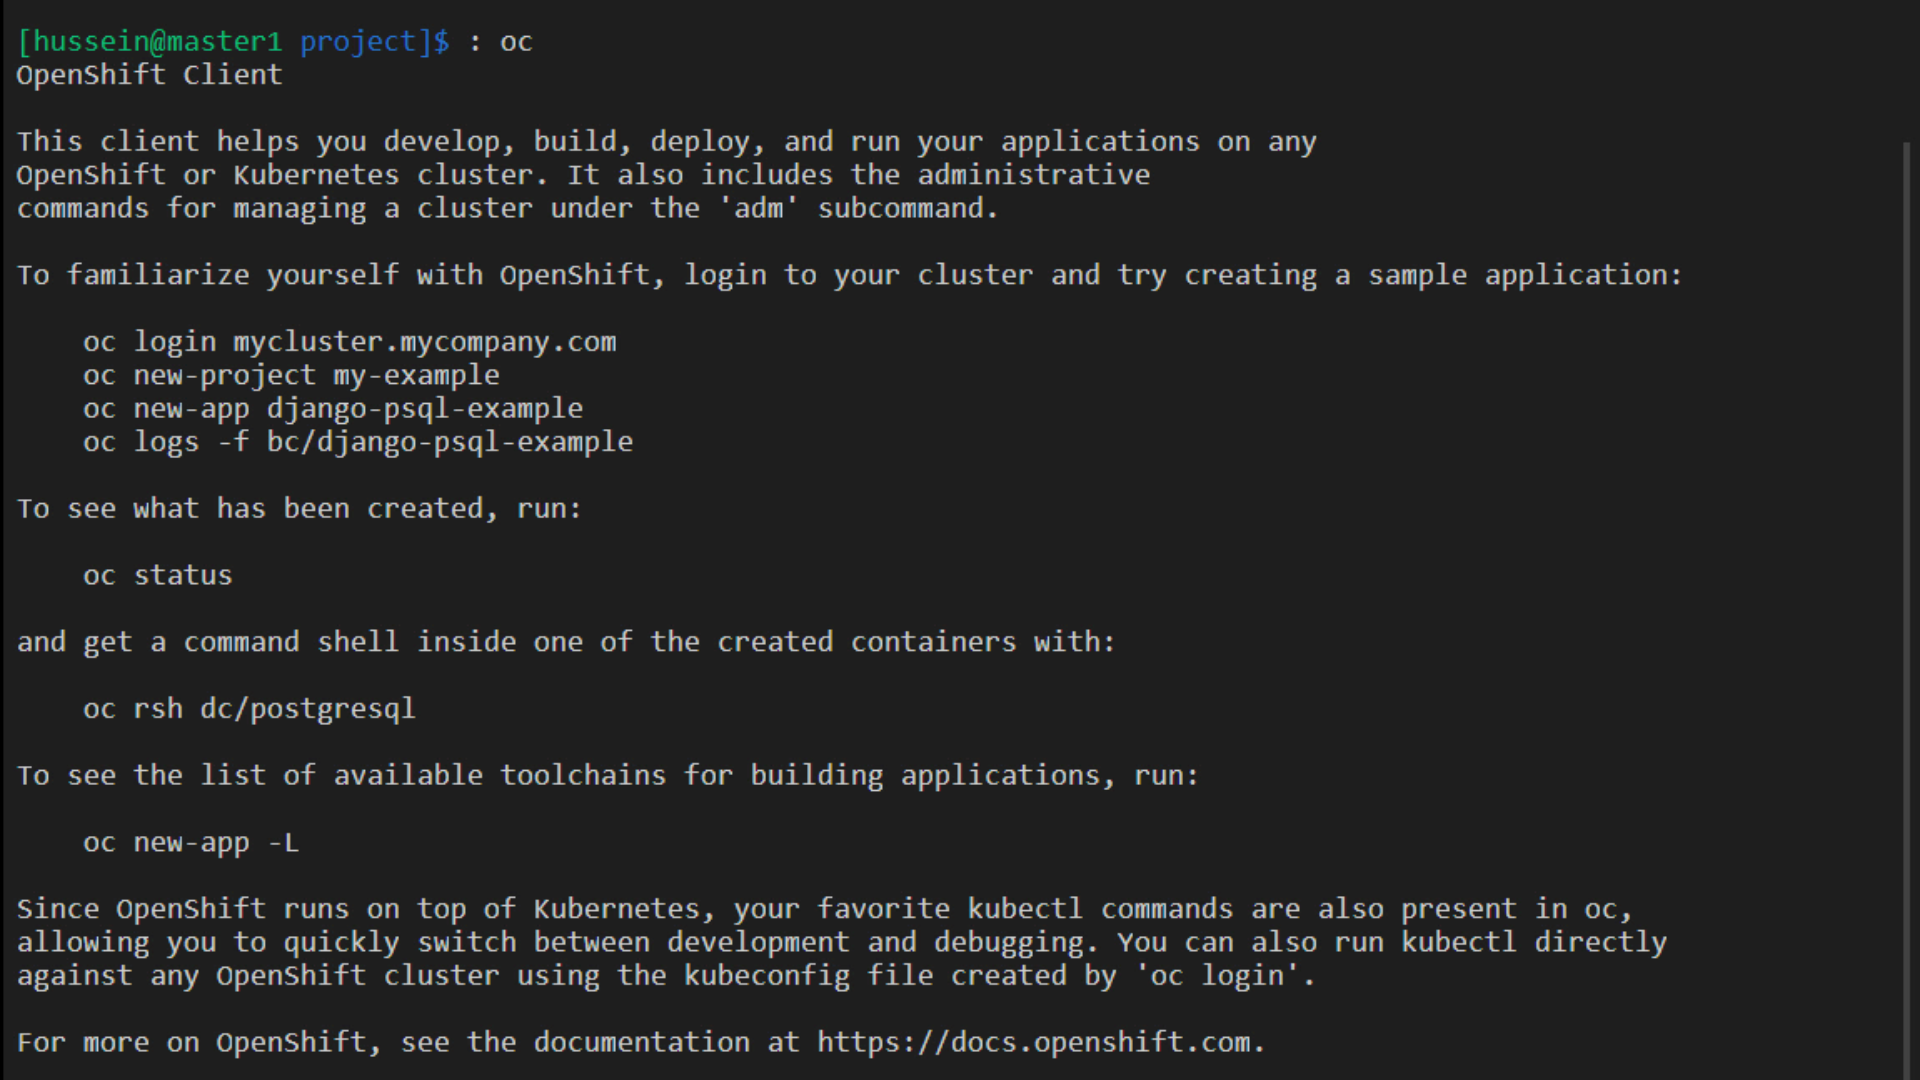 [hussein@master1 project]$ : oc
OpenShift Client
This client helps you develop, build, deploy, and run your applications on any
OpenShift or Kubernetes cluster. It also includes the administrative
commands for managing a cluster under the 'adm' subcommand.
To familiarize yourself with OpenShift, login to your cluster and try creating a sample application:
oc login mycluster.mycompany.com
oc new-project my-example
oc new-app django-psql-example
oc logs -f bc/django-psql-example
To see what has been created, run:
oc status
and get a command shell inside one of the created containers with:
oc rsh dc/postgresql
To see the list of available toolchains for building applications, run:
oc new-app -L
Since OpenShift runs on top of Kubernetes, your favorite kubectl commands are also present in oc,
allowing you to quickly switch between development and debugging. You can also run kubectl directly
against any OpenShift cluster using the kubeconfig file created by 'oc login'.
For more on OpenShift, see the documentation at https://docs.openshift.com.